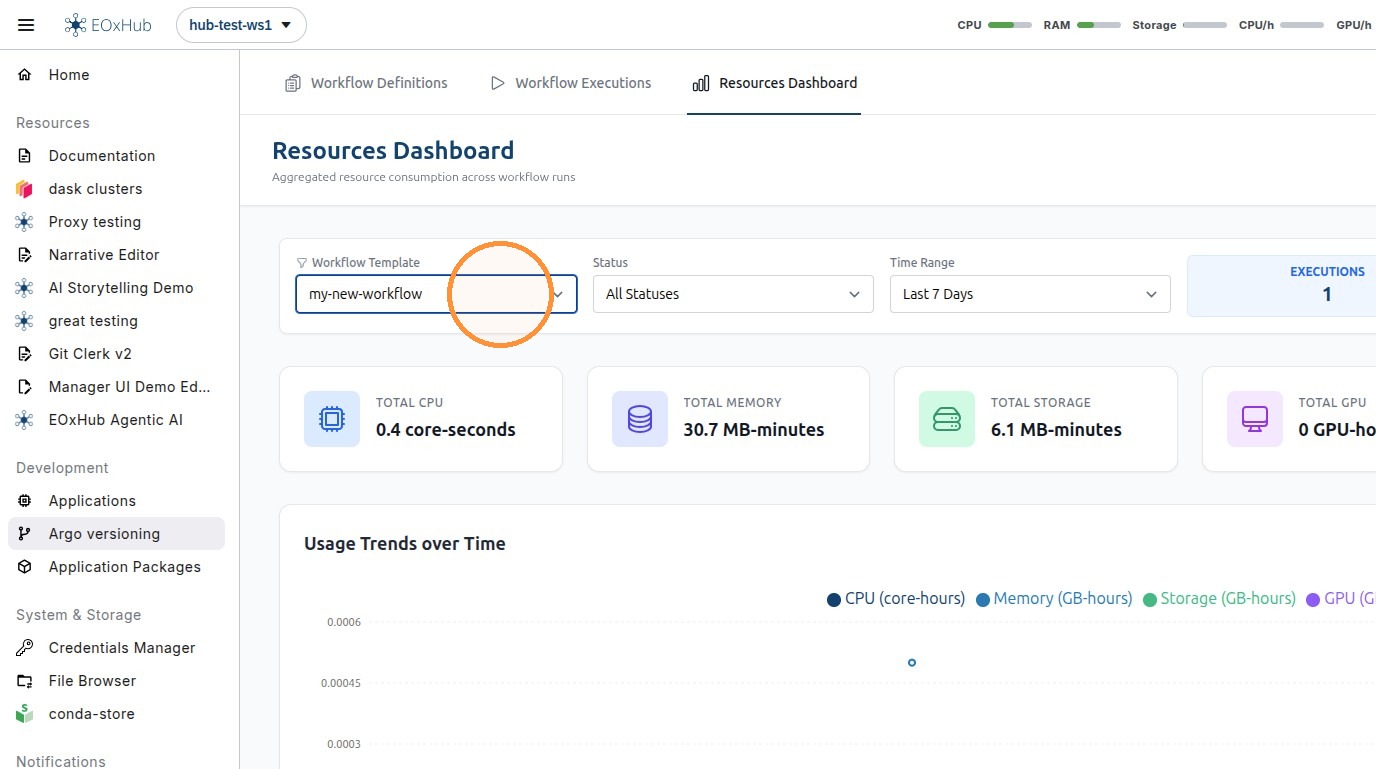 EOxHub
hub-test-ws1
CPU
RAM
Storage
CPU/h
GPU/h
Home
Resources
Documentation
dask clusters
Proxy testing
Narrative Editor
AI Storytelling Demo
great testing
Git Clerk v2
Manager UI Demo Ed...
EOxHub Agentic AI
Development
Applications
Argo versioning
Application Packages
System & Storage
Credentials Manager
File Browser
conda-store
Notifications
Workflow Definitions
Workflow Executions
Resources Dashboard
Resources Dashboard
Aggregated resource consumption across workflow runs
Workflow Template
my-new-workflow
Status
All Statuses
Time Range
Last 7 Days
EXECUTIONS
1
TOTAL CPU
0.4 core-seconds
TOTAL MEMORY
30.7 MB-minutes
TOTAL STORAGE
6.1 MB-minutes
TOTAL GPU
0 GPU-ho
Usage Trends over Time
CPU (core-hours)
Memory (GB-hours)
Storage (GB-hours)
GPU (G
0.0006
0.00045
0.0003